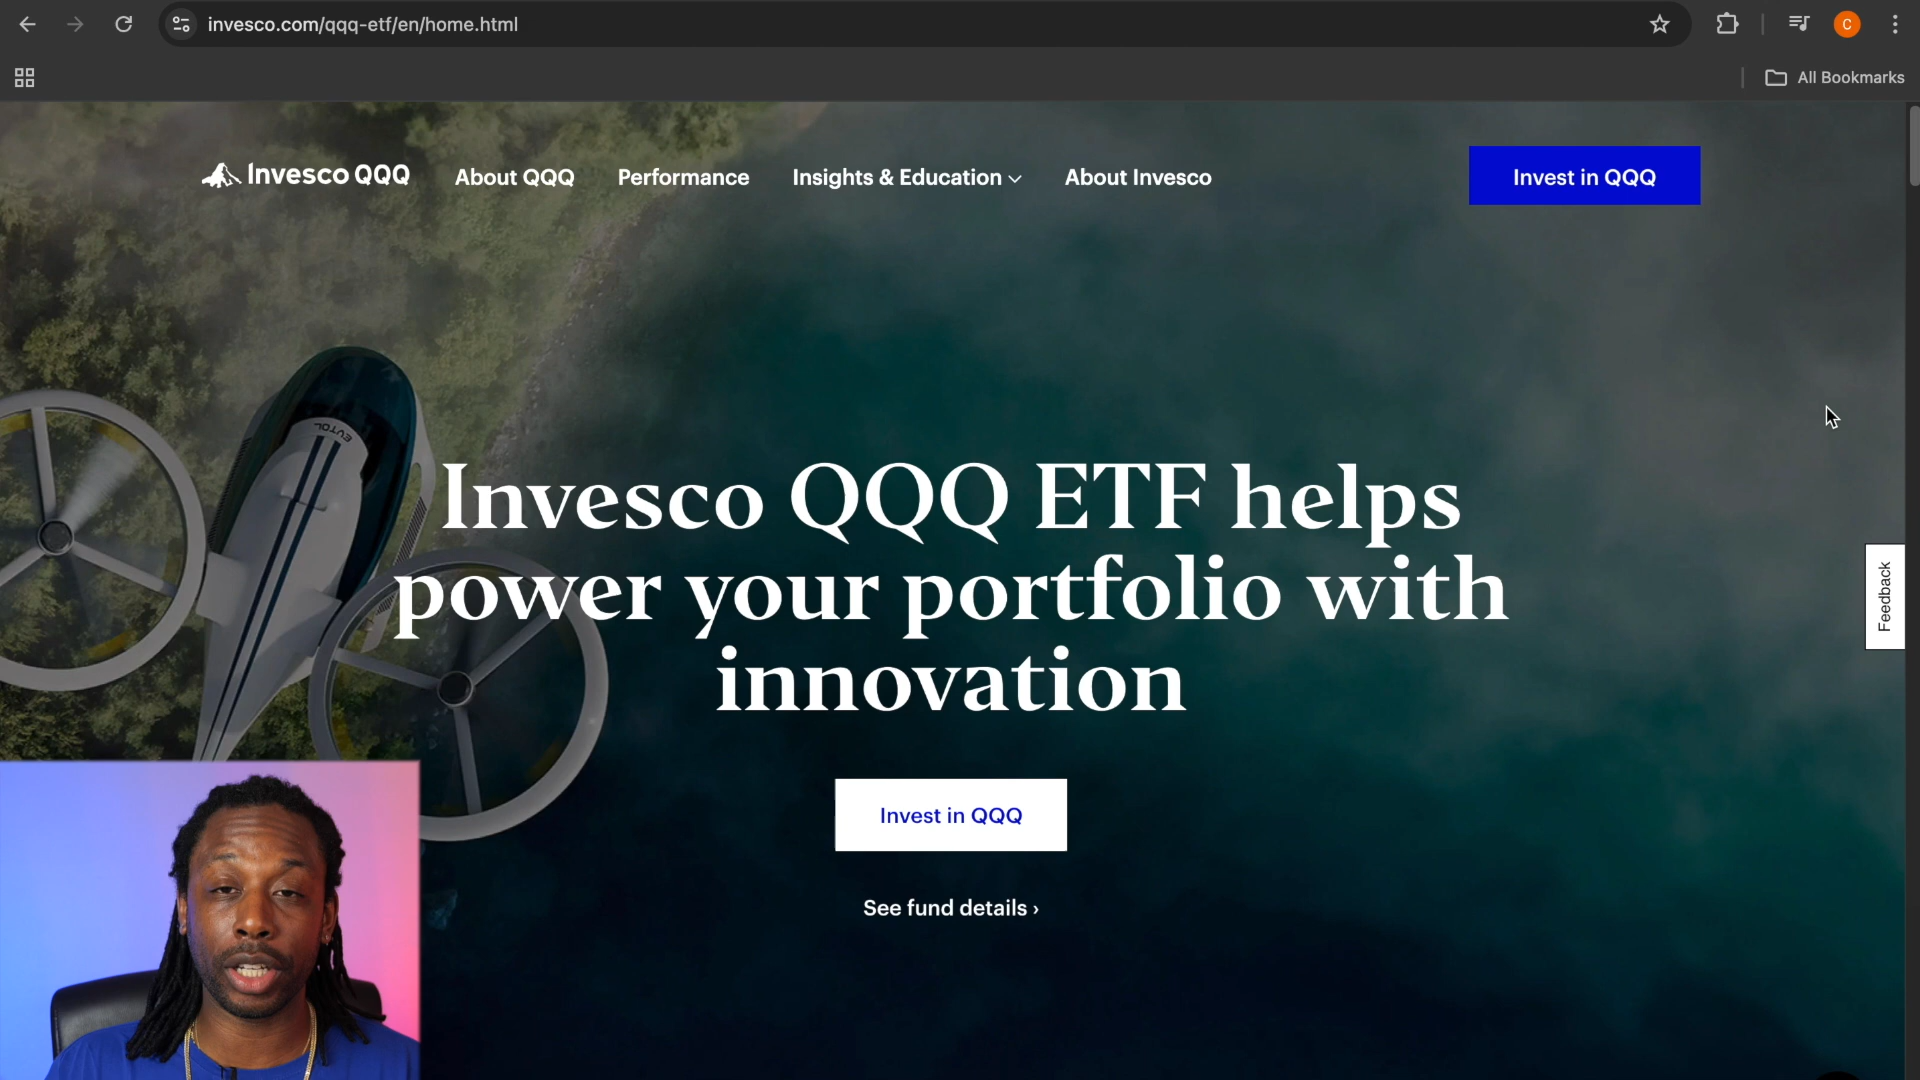 invesco.com/qqq-etf/en/home.html
C
All Bookmarks
Invesco QQQ
About QQQ
Performance
Insights & Education
About Invesco
Invest in QQQ
EVTOL
Invesco QQQ ETF helps
power your portfolio with
innovation
Feedback
Invest in QQQ
See fund details ›